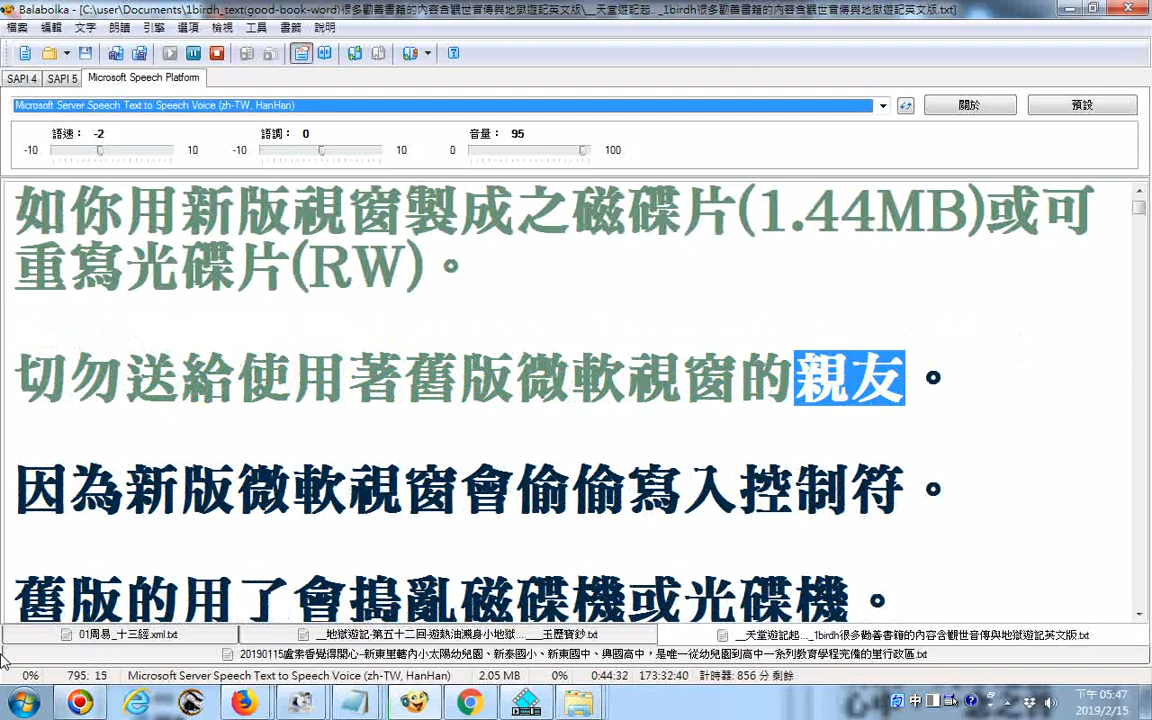 Balabolka - [C:\user\Documents\1birdh_text(good-book-word)很多勸善書籍的內容含觀世音傳與地獄遊記英文版\__天堂遊記起..._1birdh很多勸善書籍的內容含觀世音傳與地獄遊記英文版.txt]
檔案 編輯 文字 朗讀 引擎 選項 檢視 工具 書籤 說明
SAPI 4 SAPI 5 Microsoft Speech Platform
Microsoft Server Speech Text to Speech Voice (zh-TW, HanHan) 關於 預設
語速： -2 語調： 0 音量： 95
-10 10 -10 10 0 100
如你用新版視窗製成之磁碟片(1.44MB)或可
重寫光碟片(RW)。
切勿送給使用著舊版微軟視窗的親友。
因為新版微軟視窗會偷偷寫入控制符。
舊版的用了會搗亂磁碟機或光碟機。
01周易_十三經.xml.txt __地獄遊記-第五十二回-遊熱油濺身小地獄...___玉歷寶鈔.txt __天堂遊記起..._1birdh很多勸善書籍的內容含觀世音傳與地獄遊記英文版.txt
20190115盧素香覺得開心-新東里轄內小太陽幼兒園、新泰國小、新東國中、興國高中，是唯一從幼兒園到高中一系列教育學程完備的里行政區.txt
0% 795. 15 Microsoft Server Speech Text to Speech Voice (zh-TW, HanHan) 2.05 MB 0% 0:44:32 173:32:40 計時器: 856 分 剩餘
中 下午 05:47
2019/2/15